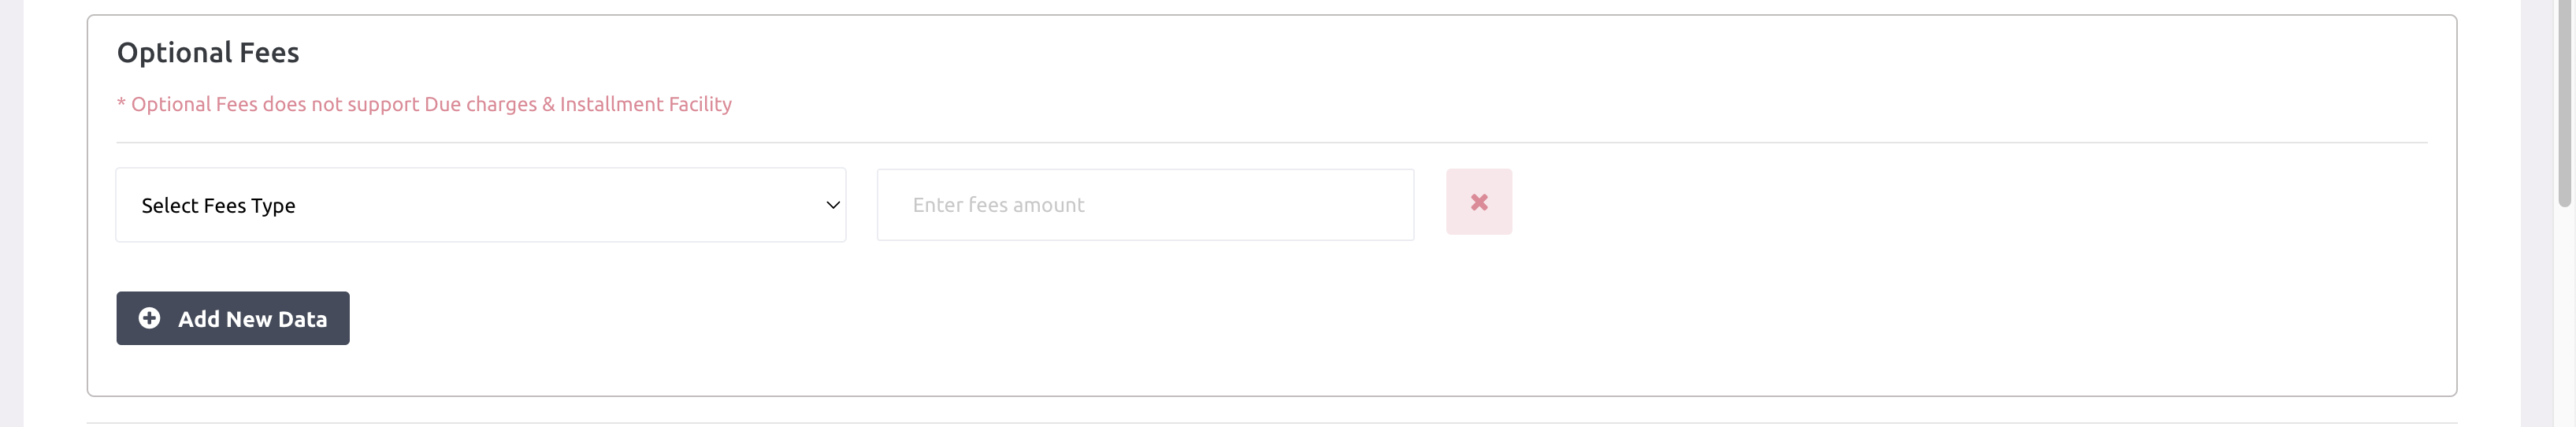 Optional Fees
* Optional Fees does not support Due charges & Installment Facility
Select Fees Type
Enter fees amount
Add New Data